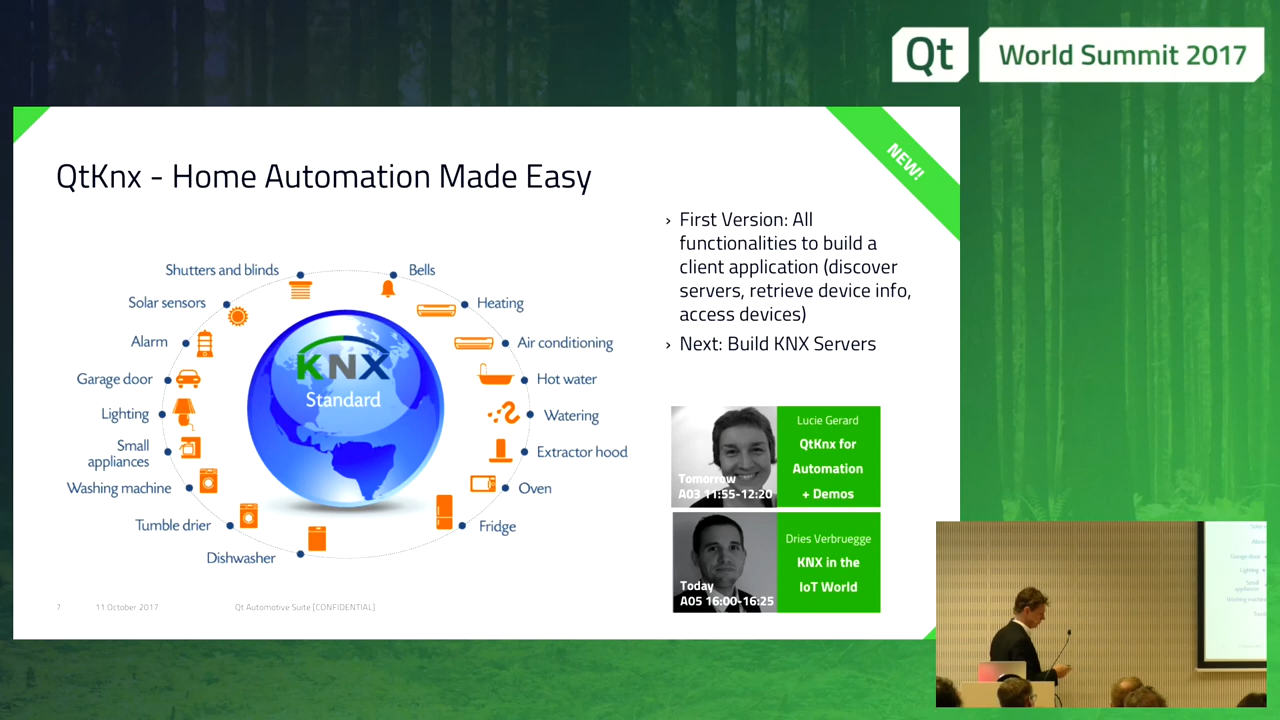 Qt World Summit 2017
NEW!
QtKnx - Home Automation Made Easy
› First Version: All
functionalities to build a
client application (discover
servers, retrieve device info,
access devices)
› Next: Build KNX Servers
Shutters and blinds
Bells
Solar sensors
Heating
Alarm
Air conditioning
Garage door
Hot water
Lighting
Watering
Small
appliances
Extractor hood
Washing machine
Oven
Tumble drier
Fridge
Dishwasher
KNX
Standard
Lucie Gerard
QtKnx for
Automation
+ Demos
Tomorrow
A03 11:55-12:20
Dries Verbruegge
KNX in the
IoT World
Today
A05 16:00-16:25
7 11 October 2017 Qt Automotive Suite [CONFIDENTIAL]
Garage door
Lighting
Small